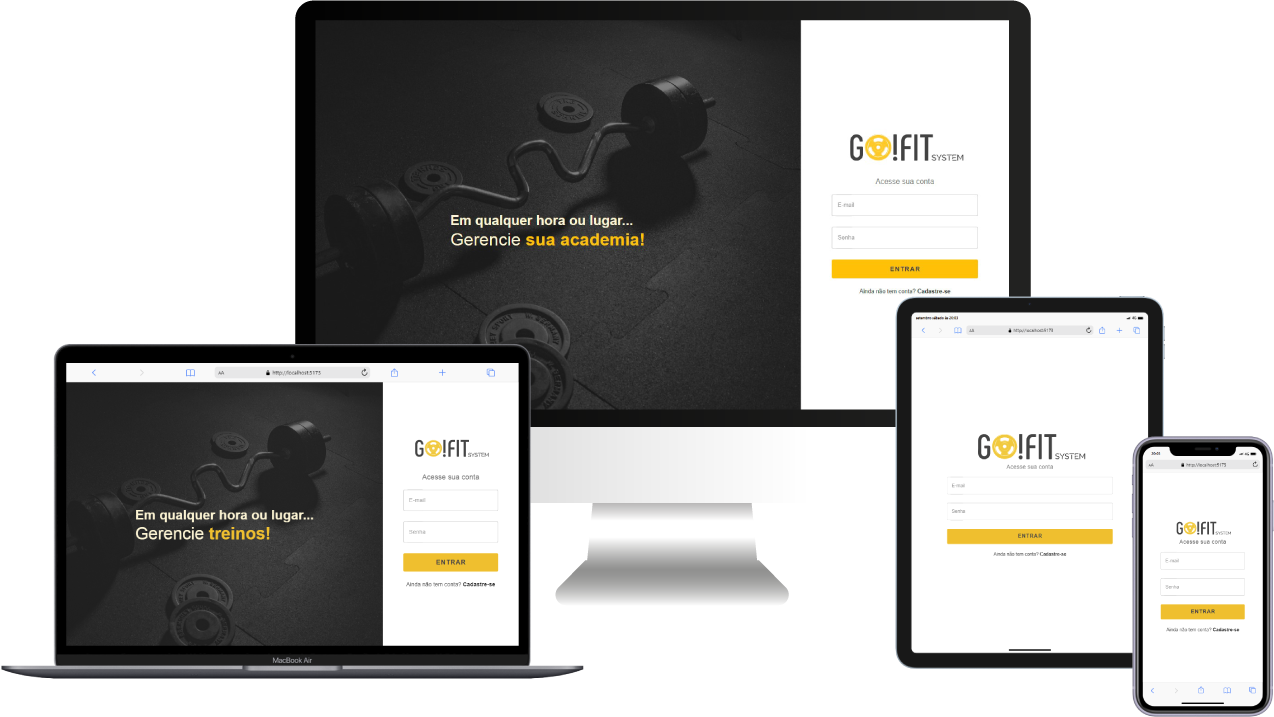 GO!FIT SYSTEM
Acesse sua conta
E-mail
Senha
Em qualquer hora ou lugar...
Gerencie sua academia!
ENTRAR
Ainda não tem conta? Cadastre-se
http://localhost:5173
GO!FIT SYSTEM
Acesse sua conta
E-mail
Senha
Em qualquer hora ou lugar...
Gerencie treinos!
ENTRAR
Ainda não tem conta? Cadastre-se
MacBook Air
AA http://localhost:5173
GO!FIT SYSTEM
Acesse sua conta
E-mail
Senha
ENTRAR
Ainda não tem conta? Cadastre-se
AA http://localhost:5173
GO!FIT SYSTEM
Acesse sua conta
E-mail
Senha
ENTRAR
Ainda não tem conta? Cadastre-se